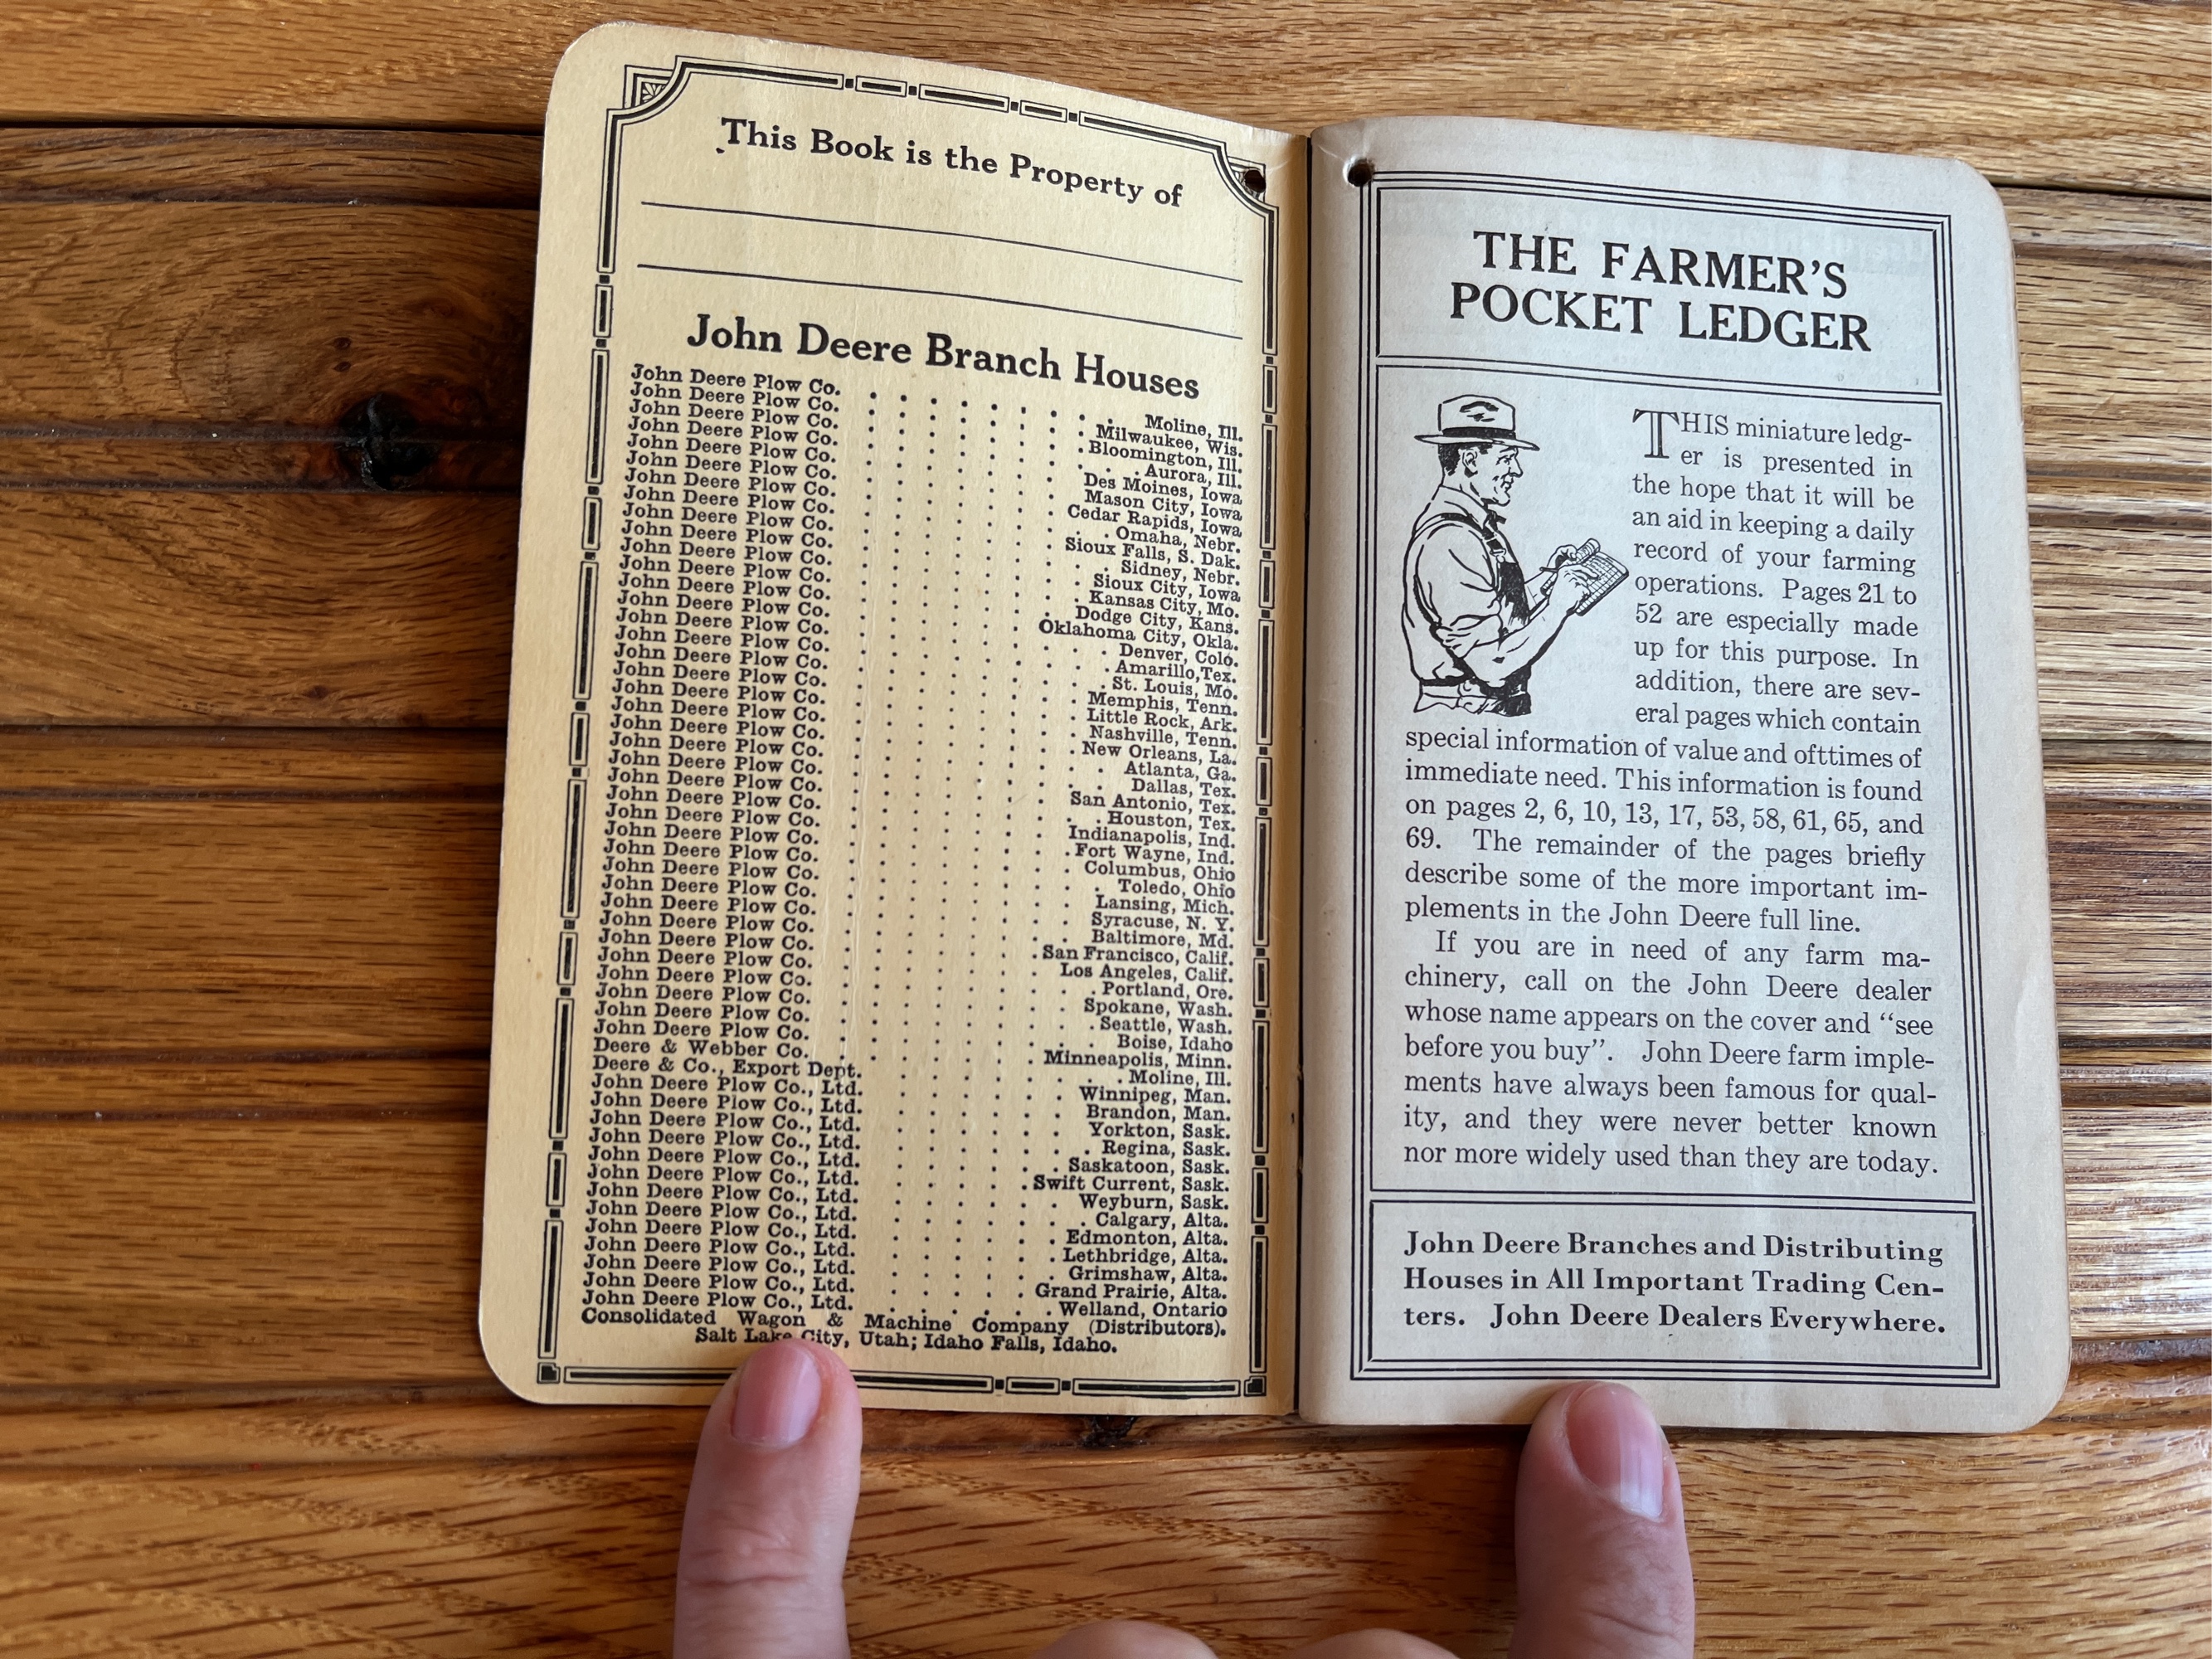 This Book is the Property of
John Deere Branch Houses
John Deere Plow Co. . . . . . . . . Moline, Ill.
John Deere Plow Co. . . . . . . . . Milwaukee, Wis.
John Deere Plow Co. . . . . . . . . Bloomington, Ill.
John Deere Plow Co. . . . . . . . . Aurora, Ill.
John Deere Plow Co. . . . . . . . . Des Moines, Iowa
John Deere Plow Co. . . . . . . . . Mason City, Iowa
John Deere Plow Co. . . . . . . . . Cedar Rapids, Iowa
John Deere Plow Co. . . . . . . . . Omaha, Nebr.
John Deere Plow Co. . . . . . . . . Sioux Falls, S. Dak.
John Deere Plow Co. . . . . . . . . Sidney, Nebr.
John Deere Plow Co. . . . . . . . . Sioux City, Iowa
John Deere Plow Co. . . . . . . . . Kansas City, Mo.
John Deere Plow Co. . . . . . . . . Dodge City, Kans.
John Deere Plow Co. . . . . . . . . Oklahoma City, Okla.
John Deere Plow Co. . . . . . . . . Denver, Colo.
John Deere Plow Co. . . . . . . . . Amarillo, Tex.
John Deere Plow Co. . . . . . . . . St. Louis, Mo.
John Deere Plow Co. . . . . . . . . Memphis, Tenn.
John Deere Plow Co. . . . . . . . . Little Rock, Ark.
John Deere Plow Co. . . . . . . . . Nashville, Tenn.
John Deere Plow Co. . . . . . . . . New Orleans, La.
John Deere Plow Co. . . . . . . . . Atlanta, Ga.
John Deere Plow Co. . . . . . . . . Dallas, Tex.
John Deere Plow Co. . . . . . . . . San Antonio, Tex.
John Deere Plow Co. . . . . . . . . Houston, Tex.
John Deere Plow Co. . . . . . . . . Indianapolis, Ind.
John Deere Plow Co. . . . . . . . . Fort Wayne, Ind.
John Deere Plow Co. . . . . . . . . Columbus, Ohio
John Deere Plow Co. . . . . . . . . Toledo, Ohio
John Deere Plow Co. . . . . . . . . Lansing, Mich.
John Deere Plow Co. . . . . . . . . Syracuse, N. Y.
John Deere Plow Co. . . . . . . . . Baltimore, Md.
John Deere Plow Co. . . . . . . . . San Francisco, Calif.
John Deere Plow Co. . . . . . . . . Los Angeles, Calif.
John Deere Plow Co. . . . . . . . . Portland, Ore.
John Deere Plow Co. . . . . . . . . Spokane, Wash.
John Deere Plow Co. . . . . . . . . Seattle, Wash.
John Deere Plow Co. . . . . . . . . Boise, Idaho
Deere & Webber Co. . . . . . . . . Minneapolis, Minn.
Deere & Co., Export Dept. . . . . . . . Moline, Ill.
John Deere Plow Co., Ltd. . . . . . . Winnipeg, Man.
John Deere Plow Co., Ltd. . . . . . . Brandon, Man.
John Deere Plow Co., Ltd. . . . . . . Yorkton, Sask.
John Deere Plow Co., Ltd. . . . . . . Regina, Sask.
John Deere Plow Co., Ltd. . . . . . . Saskatoon, Sask.
John Deere Plow Co., Ltd. . . . . . . Swift Current, Sask.
John Deere Plow Co., Ltd. . . . . . . Weyburn, Sask.
John Deere Plow Co., Ltd. . . . . . . Calgary, Alta.
John Deere Plow Co., Ltd. . . . . . . Edmonton, Alta.
John Deere Plow Co., Ltd. . . . . . . Lethbridge, Alta.
John Deere Plow Co., Ltd. . . . . . . Grimshaw, Alta.
John Deere Plow Co., Ltd. . . . . . . Grand Prairie, Alta.
John Deere Plow Co., Ltd. . . . . . . Welland, Ontario
Consolidated Wagon & Machine Company (Distributors).
Salt Lake City, Utah; Idaho Falls, Idaho.
THE FARMER'S
POCKET LEDGER
THIS miniature ledg-
er is presented in
the hope that it will be
an aid in keeping a daily
record of your farming
operations. Pages 21 to
52 are especially made
up for this purpose. In
addition, there are sev-
eral pages which contain
special information of value and ofttimes of
immediate need. This information is found
on pages 2, 6, 10, 13, 17, 53, 58, 61, 65, and
69. The remainder of the pages briefly
describe some of the more important im-
plements in the John Deere full line.
If you are in need of any farm ma-
chinery, call on the John Deere dealer
whose name appears on the cover and “see
before you buy”. John Deere farm imple-
ments have always been famous for qual-
ity, and they were never better known
nor more widely used than they are today.
John Deere Branches and Distributing
Houses in All Important Trading Cen-
ters. John Deere Dealers Everywhere.